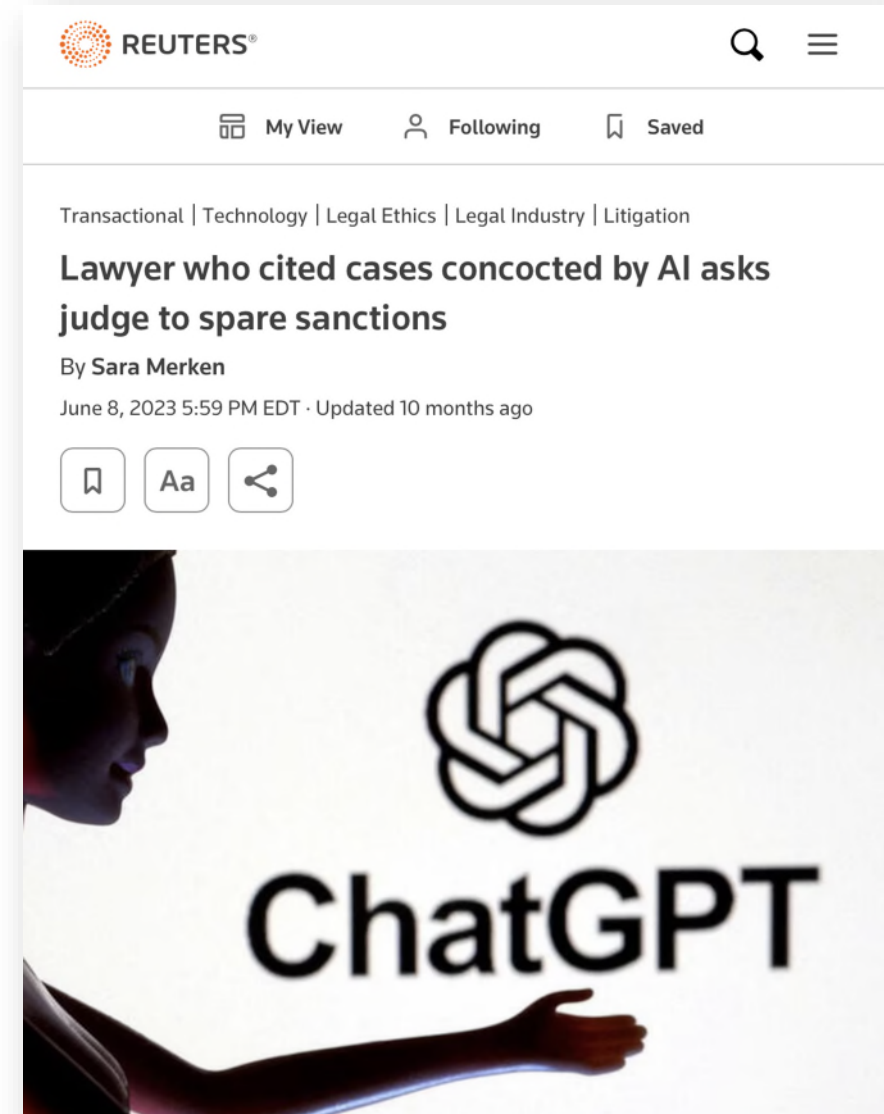 REUTERS®
My View Following Saved
Transactional | Technology | Legal Ethics | Legal Industry | Litigation
Lawyer who cited cases concocted by AI asks
judge to spare sanctions
By Sara Merken
June 8, 2023 5:59 PM EDT · Updated 10 months ago
Aa
ChatGPT